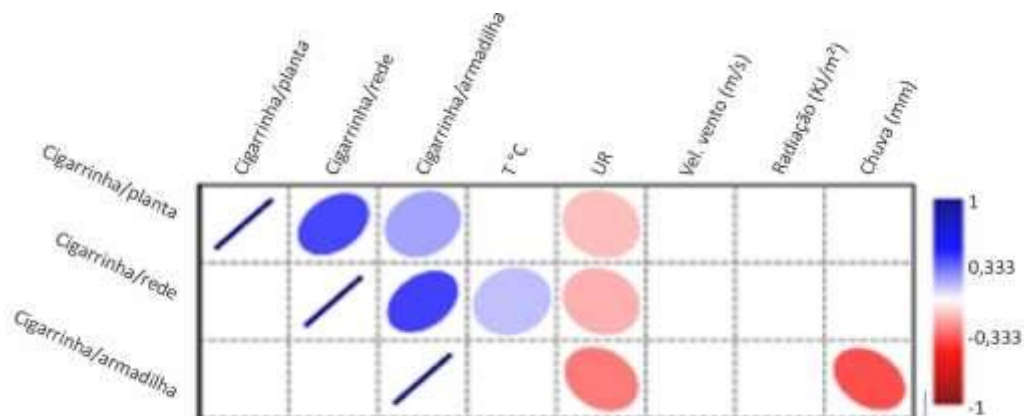 Cigarrinha/planta
Cigarrinha/rede
Cigarrinha/armadilha
T °C
UR
Vel. vento (m/s)
Radiação (KJ/m²)
Chuva (mm)
Cigarrinha/planta
Cigarrinha/rede
Cigarrinha/armadilha
1
0,333
-0,333
-1